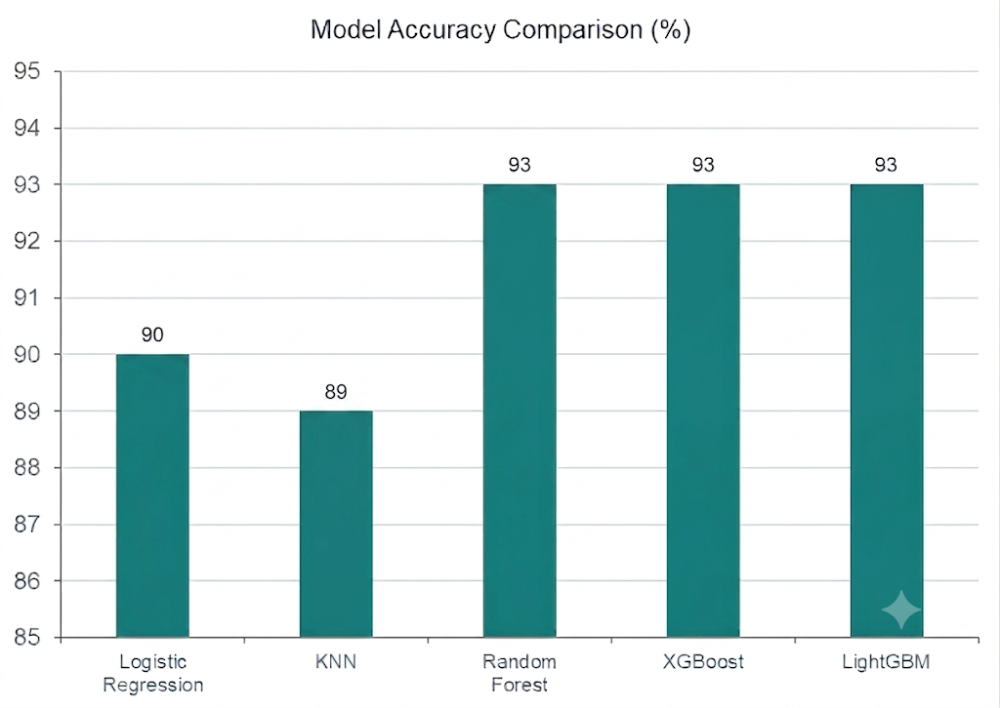 Model Accuracy Comparison (%)
95
94
93
92
91
90
89
88
87
86
85
90
89
93
93
93
Logistic
Regression
KNN
Random
Forest
XGBoost
LightGBM